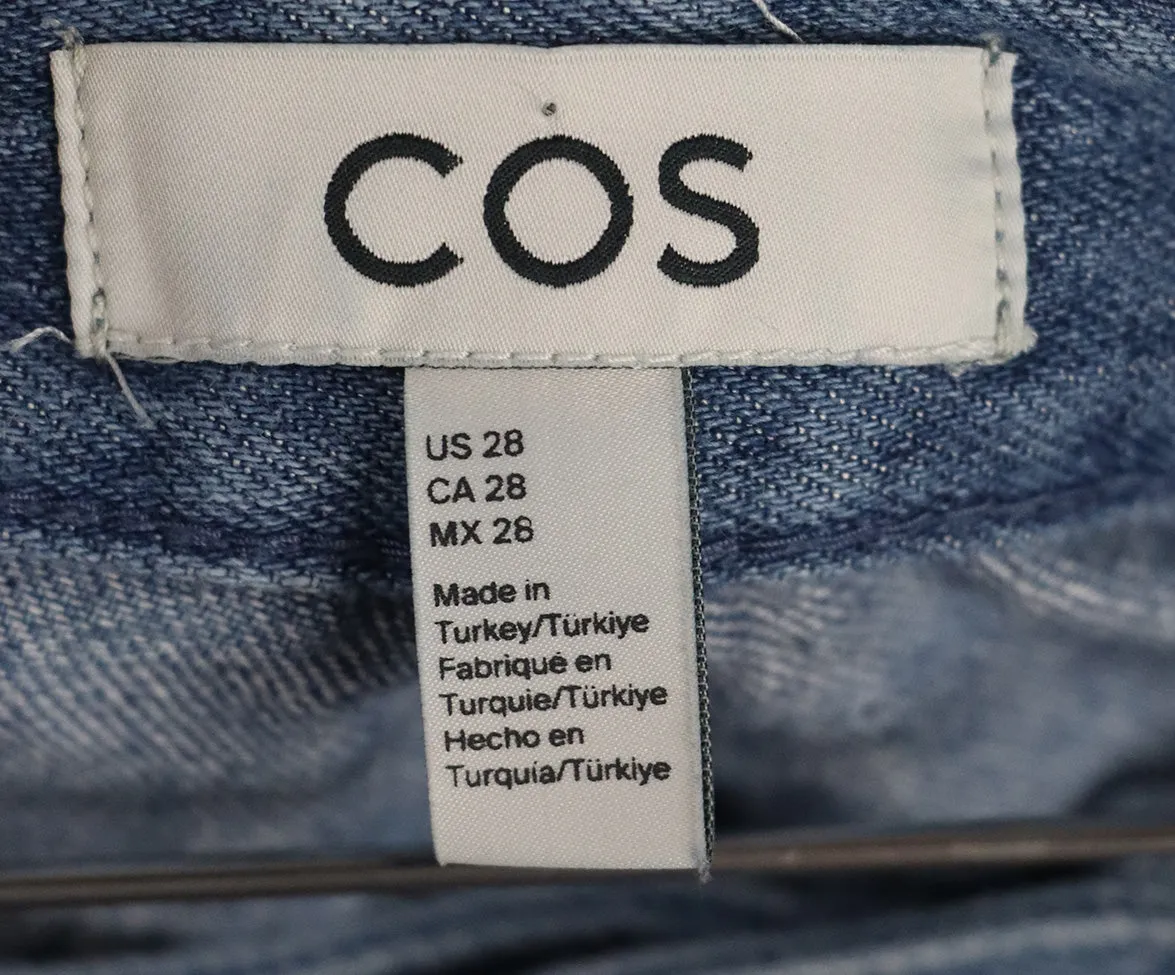 COS
US 28
CA 28
MX 28
Made in
Turkey/Türkiye
Fabriqué en
Turquie/Türkiye
Hecho en
Turquía/Türkiye